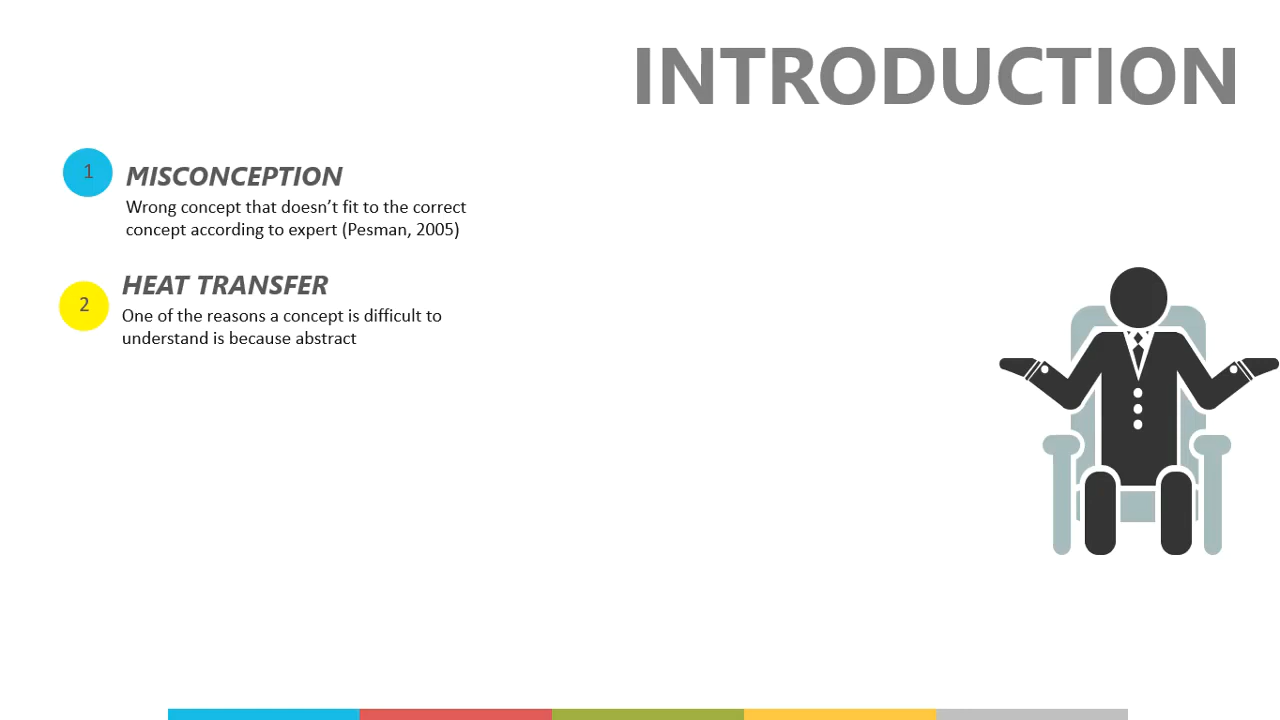 INTRODUCTION
1
MISCONCEPTION
Wrong concept that doesn’t fit to the correct
concept according to expert (Pesman, 2005)
2
HEAT TRANSFER
One of the reasons a concept is difficult to
understand is because abstract